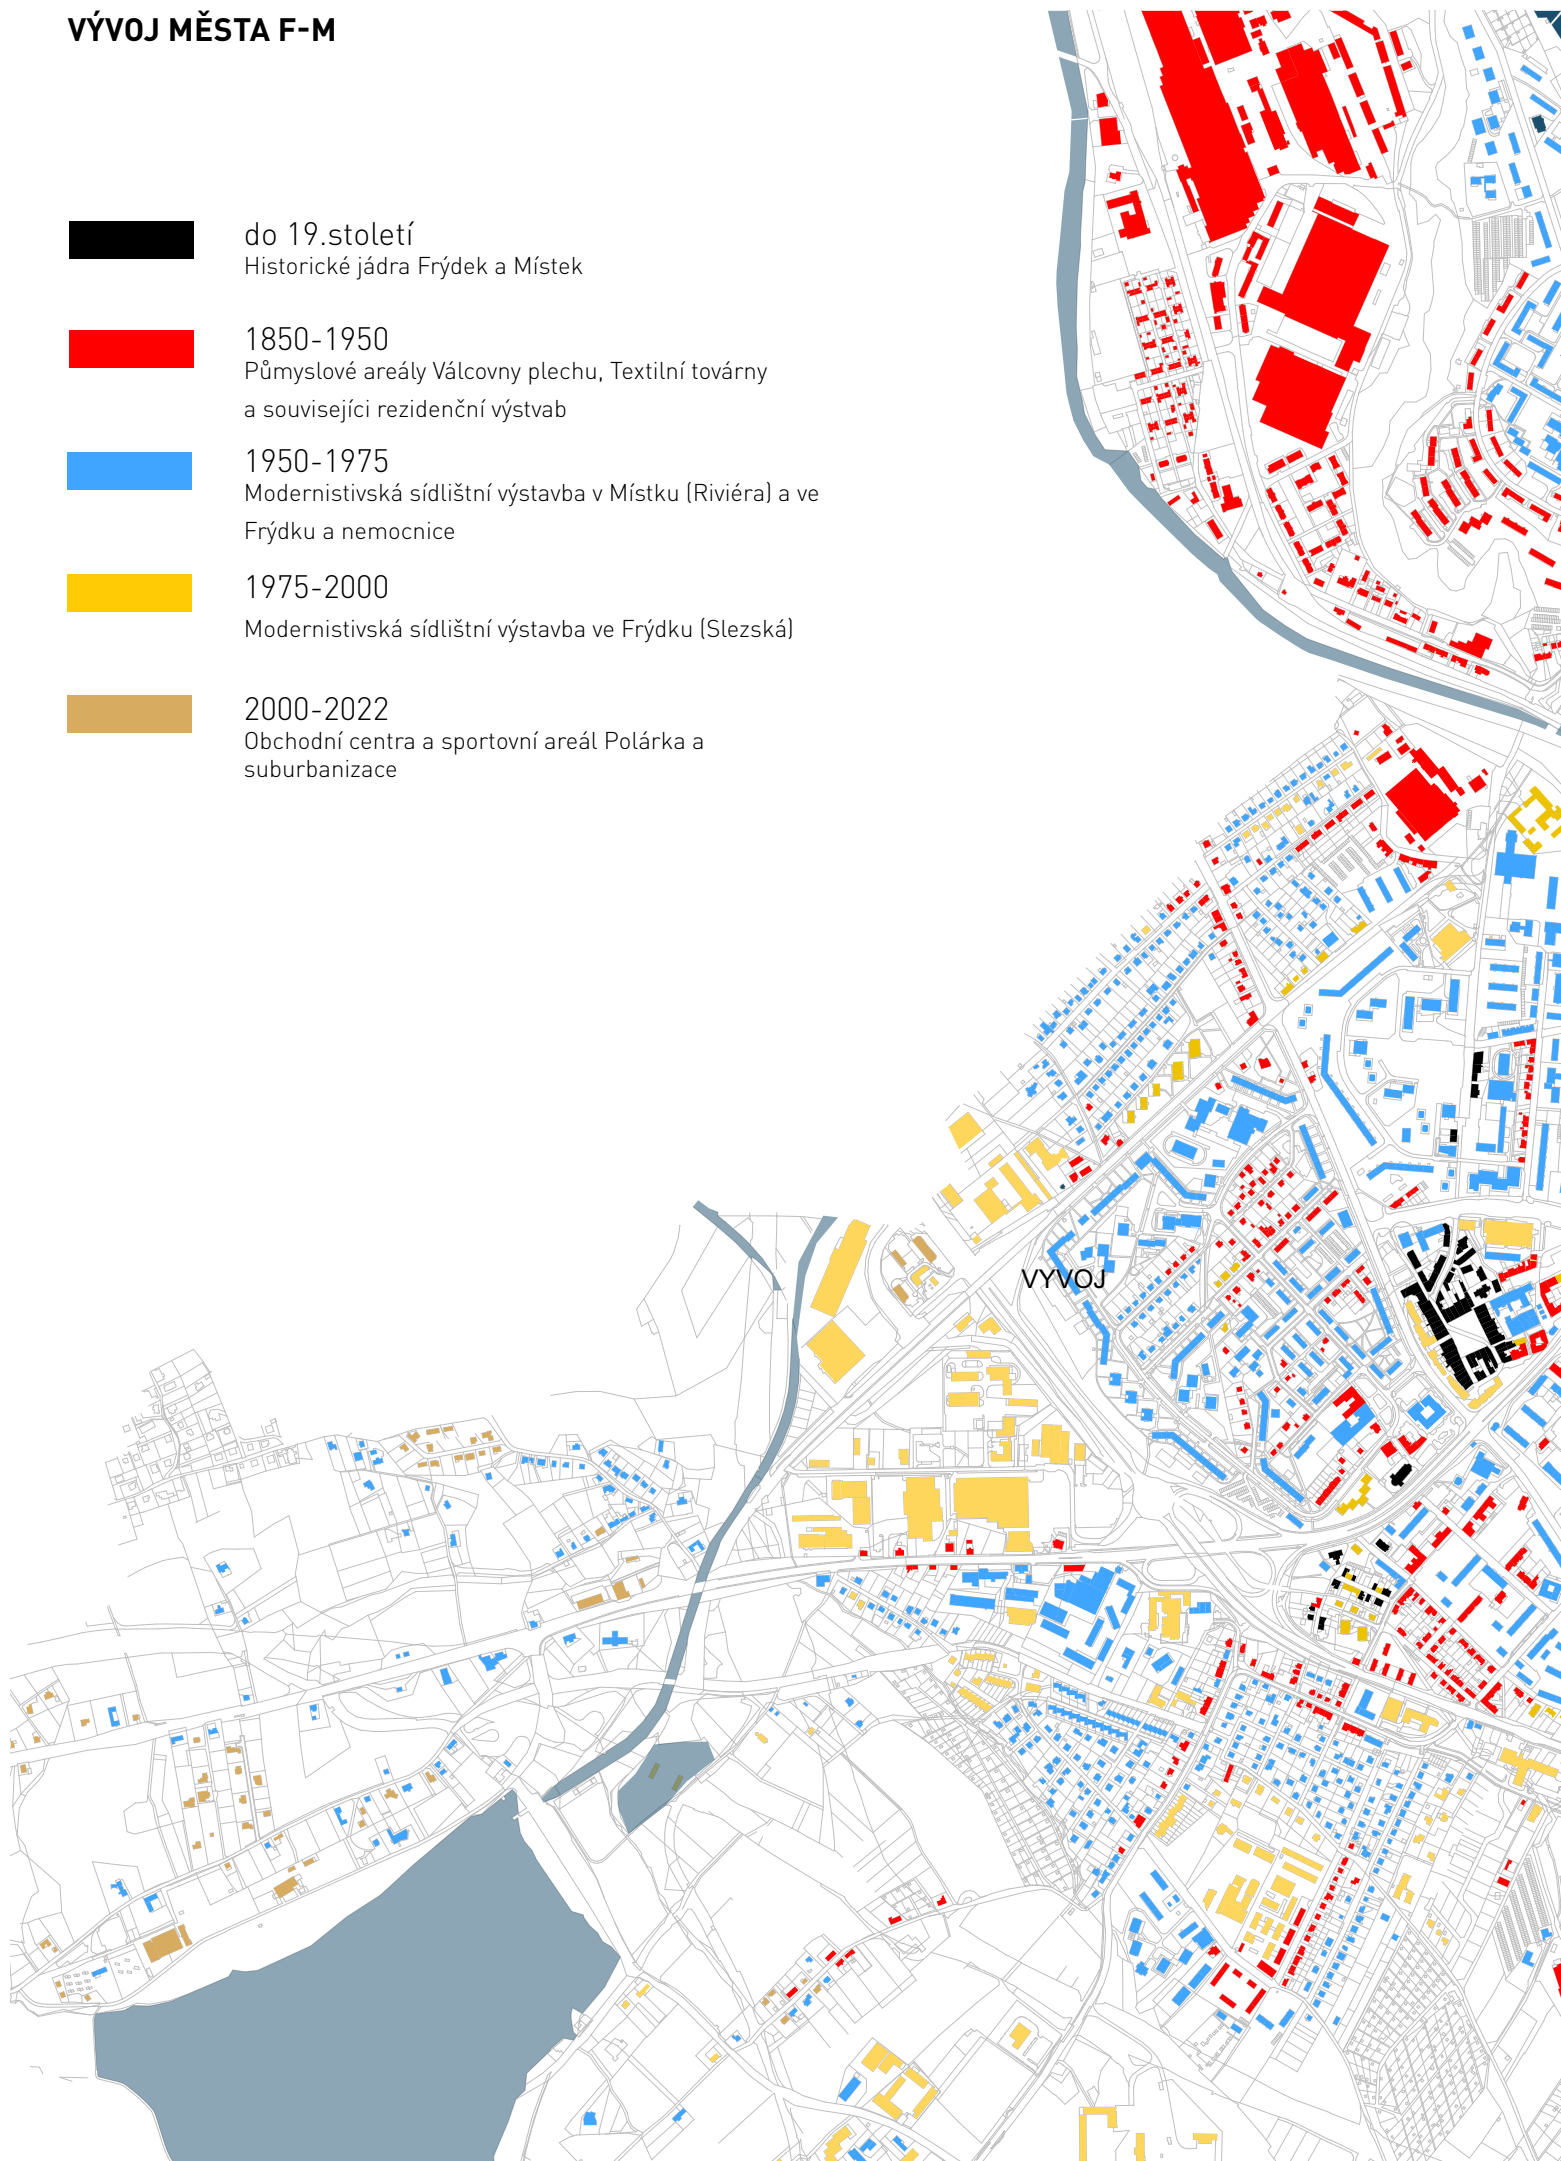 VÝVOJ MĚSTA F-M
do 19.století
Historické jádra Frýdek a Místek
1850-1950
Půmyslové areály Válcovny plechu, Textilní továrny
a souvisejíci rezidenční výstvab
1950-1975
Modernistivská sídlištní výstavba v Místku (Riviéra) a ve
Frýdku a nemocnice
1975-2000
Modernistivská sídlištní výstavba ve Frýdku (Slezská)
2000-2022
Obchodní centra a sportovní areál Polárka a
suburbanizace
VYVOJ